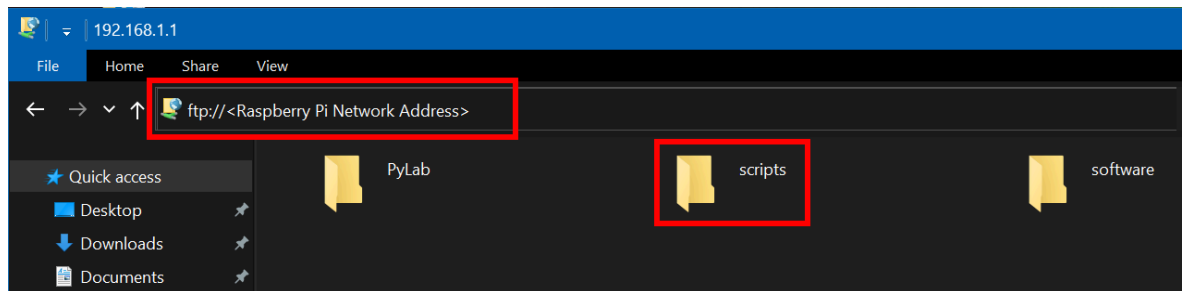 192.168.1.1
File Home Share View
ftp://<Raspberry Pi Network Address>
Quick access
Desktop
Downloads
Documents
PyLab
scripts
software